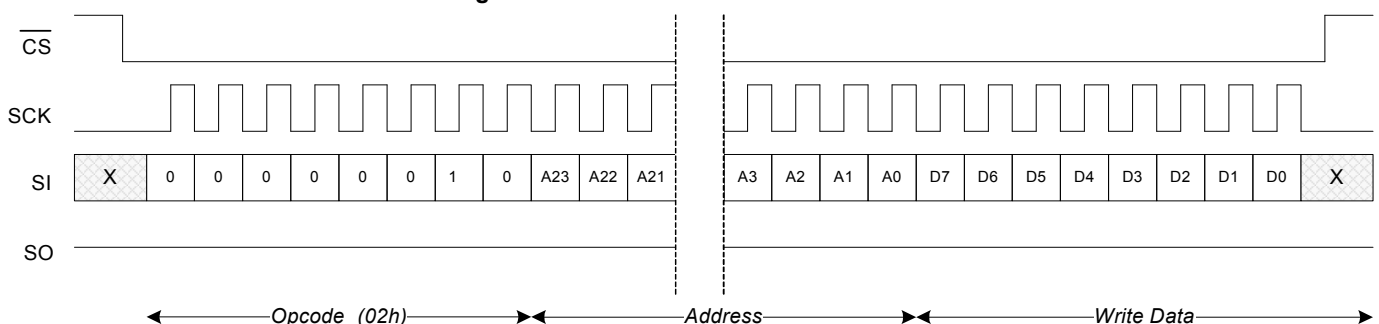 CS
SCK
SI X 0 0 0 0 0 0 1 0 A23 A22 A21 A3 A2 A1 A0 D7 D6 D5 D4 D3 D2 D1 D0 X
SO
Opcode (02h) Address Write Data